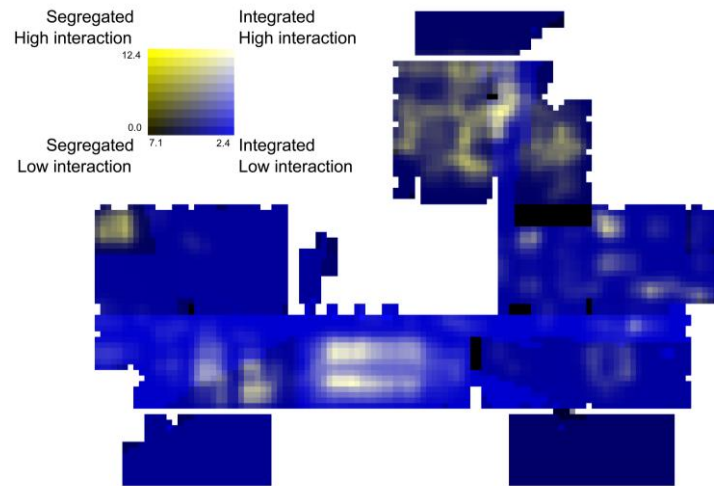 Segregated
High interaction
Integrated
High interaction
12.4
0.0
7.1
2.4
Segregated
Low interaction
Integrated
Low interaction